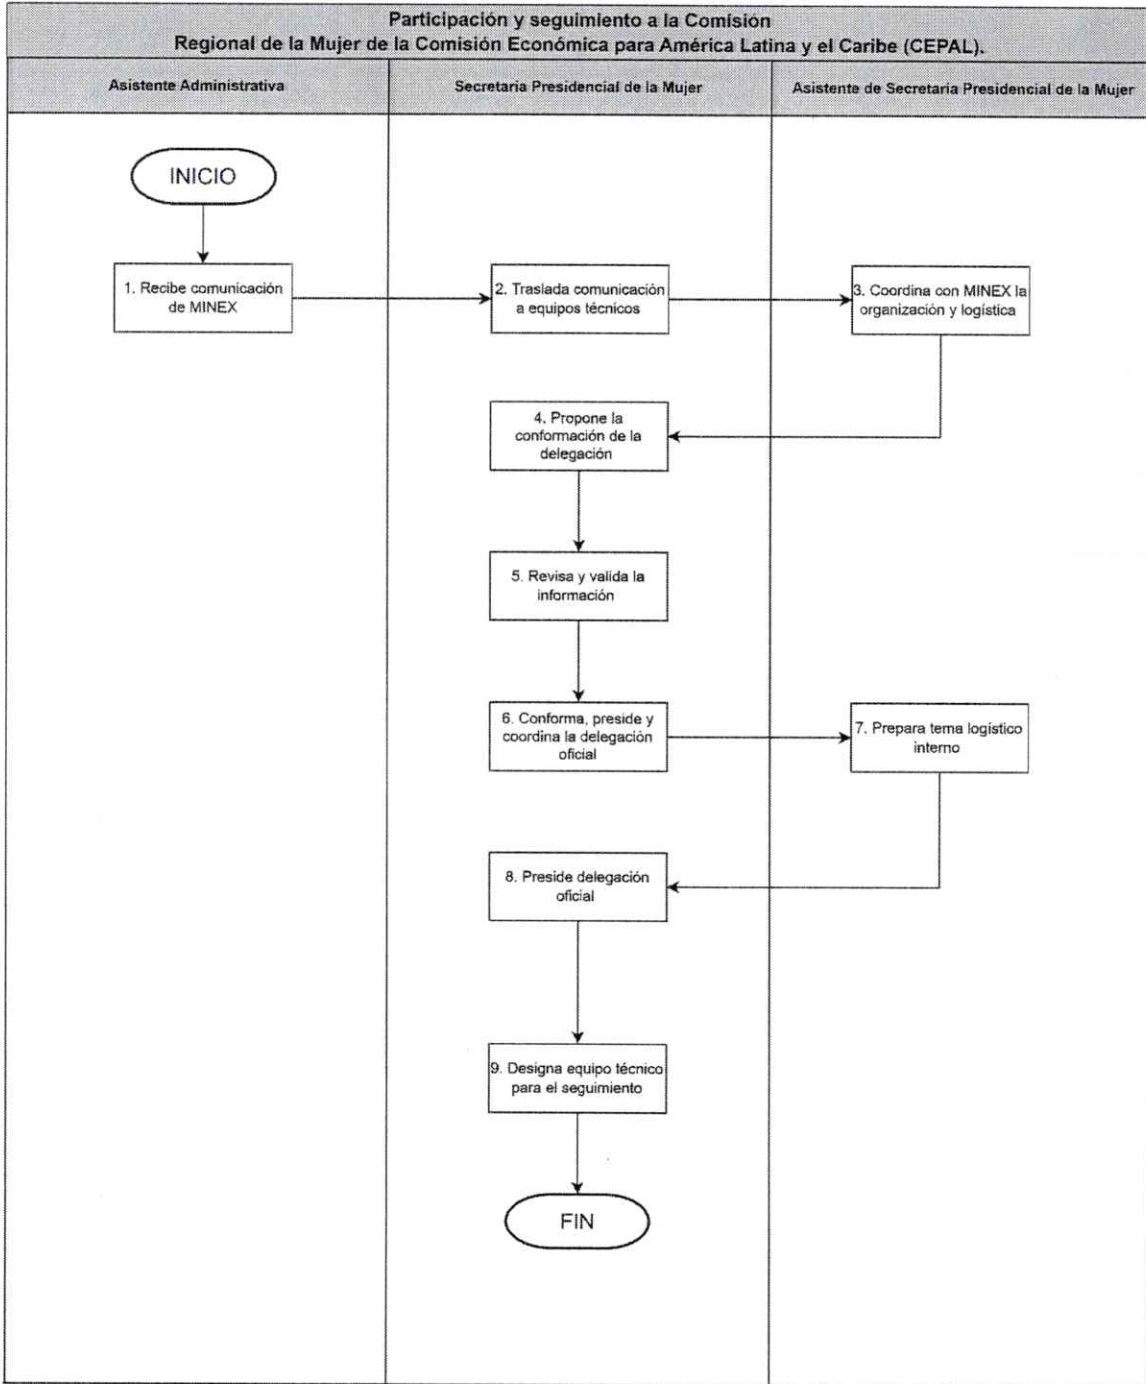 Participación y seguimiento a la Comisión
Regional de la Mujer de la Comisión Económica para América Latina y el Caribe (CEPAL).
Asistente Administrativa
Secretaria Presidencial de la Mujer
Asistente de Secretaria Presidencial de la Mujer
INICIO
1. Recibe comunicación
de MINEX
2. Traslada comunicación
a equipos técnicos
3. Coordina con MINEX la
organización y logística
4. Propone la
conformación de la
delegación
5. Revisa y valida la
información
6. Conforma, preside y
coordina la delegación
oficial
7. Prepara tema logístico
interno
8. Preside delegación
oficial
9. Designa equipo técnico
para el seguimiento
FIN